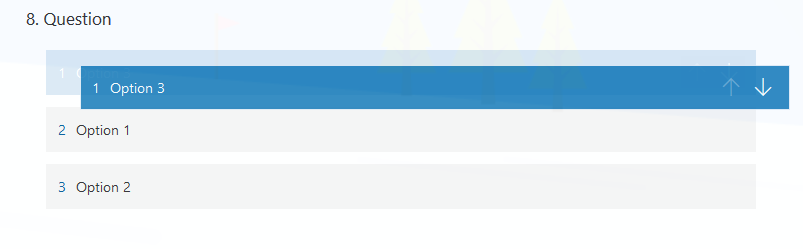 8. Question
1 Option 3
2 Option 1
3 Option 2